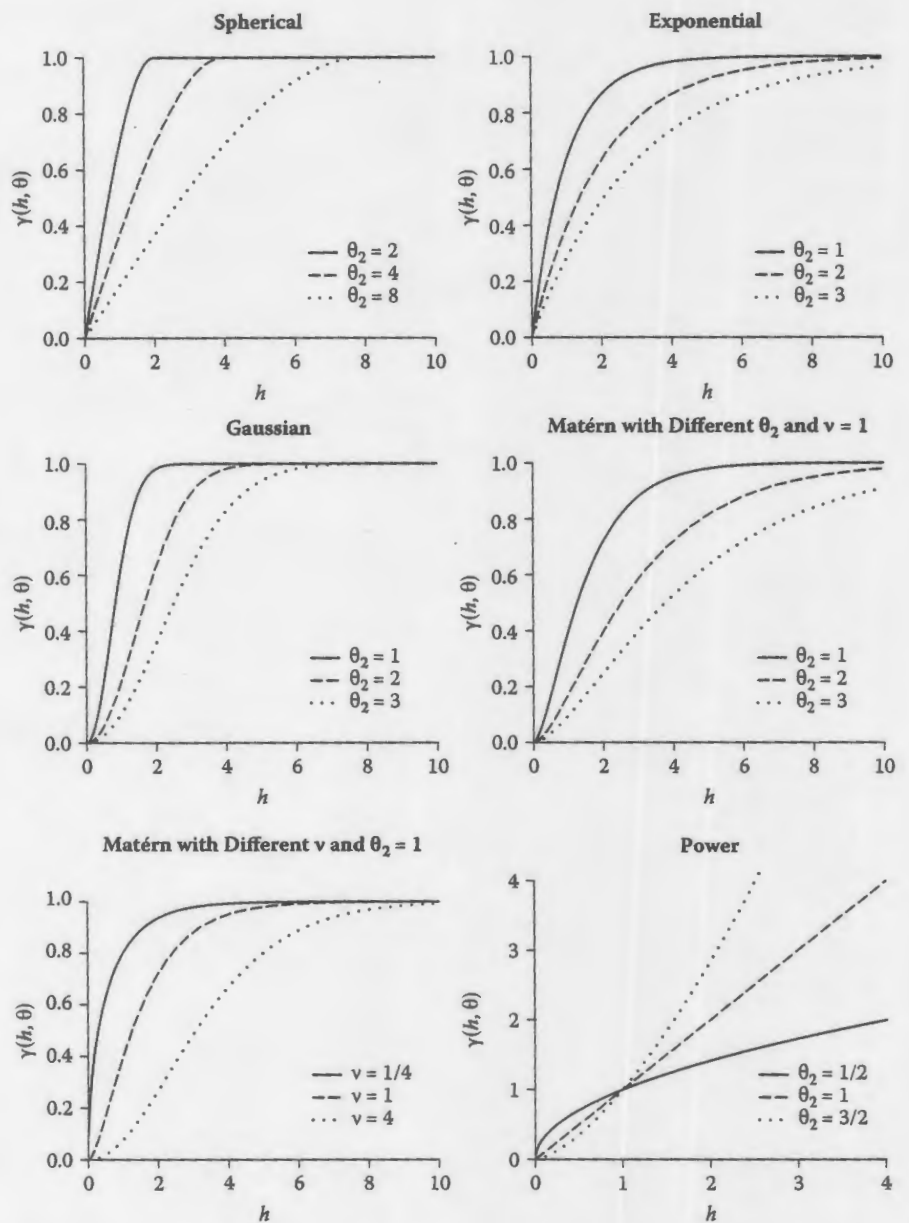 Spherical
1.0
0.8
0.6
0.4
0.2
0.0
γ(h, θ)
θ₂ = 2
θ₂ = 4
θ₂ = 8
0 2 4 6 8 10
h
Exponential
1.0
0.8
0.6
0.4
0.2
0.0
γ(h, θ)
θ₂ = 1
θ₂ = 2
θ₂ = 3
0 2 4 6 8 10
h
Gaussian
1.0
0.8
0.6
0.4
0.2
0.0
γ(h, θ)
θ₂ = 1
θ₂ = 2
θ₂ = 3
0 2 4 6 8 10
h
Matérn with Different θ₂ and ν = 1
1.0
0.8
0.6
0.4
0.2
0.0
γ(h, θ)
θ₂ = 1
θ₂ = 2
θ₂ = 3
0 2 4 6 8 10
h
Matérn with Different ν and θ₂ = 1
1.0
0.8
0.6
0.4
0.2
0.0
γ(h, θ)
ν = 1/4
ν = 1
ν = 4
0 2 4 6 8 10
h
Power
4
3
2
1
0
γ(h, θ)
θ₂ = 1/2
θ₂ = 1
θ₂ = 3/2
0 1 2 3 4
h